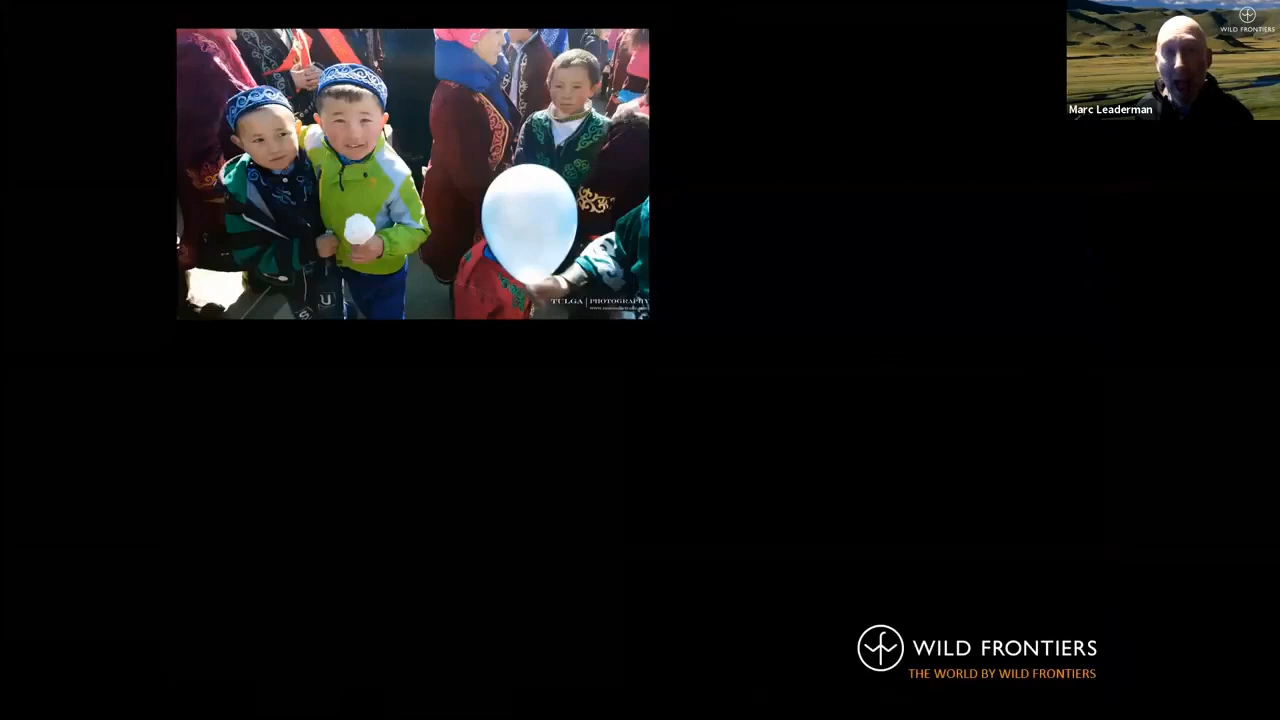 WILD FRONTIERS
Marc Leaderman
U
S
TULGA | PHOTOGRAPHY
WILD FRONTIERS
THE WORLD BY WILD FRONTIERS